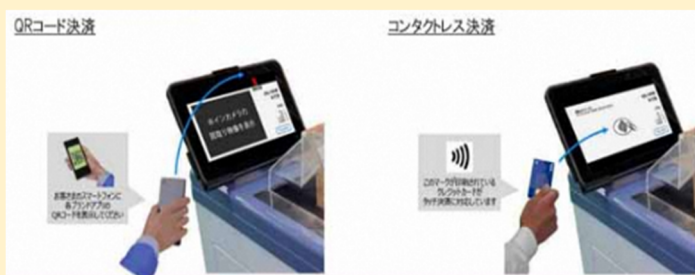 QRコード決済
コンタクトレス決済
お客さまのスマートフォンに
各ブランドアプリの
QRコードを表示してください
このマークが印刷されている
クレジットカードが
タッチ決済に対応しています